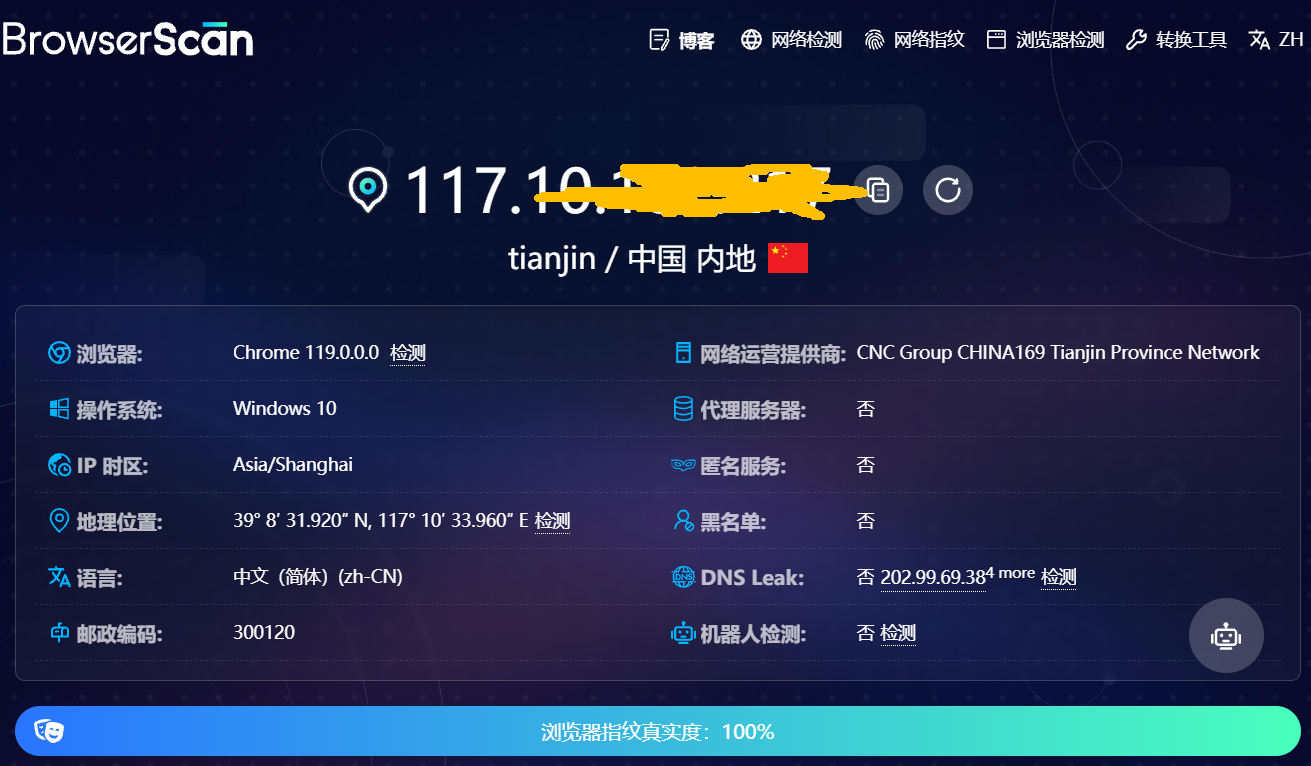 BrowserScan
博客 网络检测 网络指纹 浏览器检测 转换工具 ZH
117.10.
tianjin / 中国 内地
浏览器: Chrome 119.0.0.0 检测 网络运营提供商: CNC Group CHINA169 Tianjin Province Network
操作系统: Windows 10 代理服务器: 否
IP 时区: Asia/Shanghai 匿名服务: 否
地理位置: 39° 8′ 31.920″ N, 117° 10′ 33.960″ E 检测 黑名单: 否
语言: 中文（简体）(zh-CN) DNS Leak: 否 202.99.69.38 4 more 检测
邮政编码: 300120 机器人检测: 否 检测
浏览器指纹真实度：100%